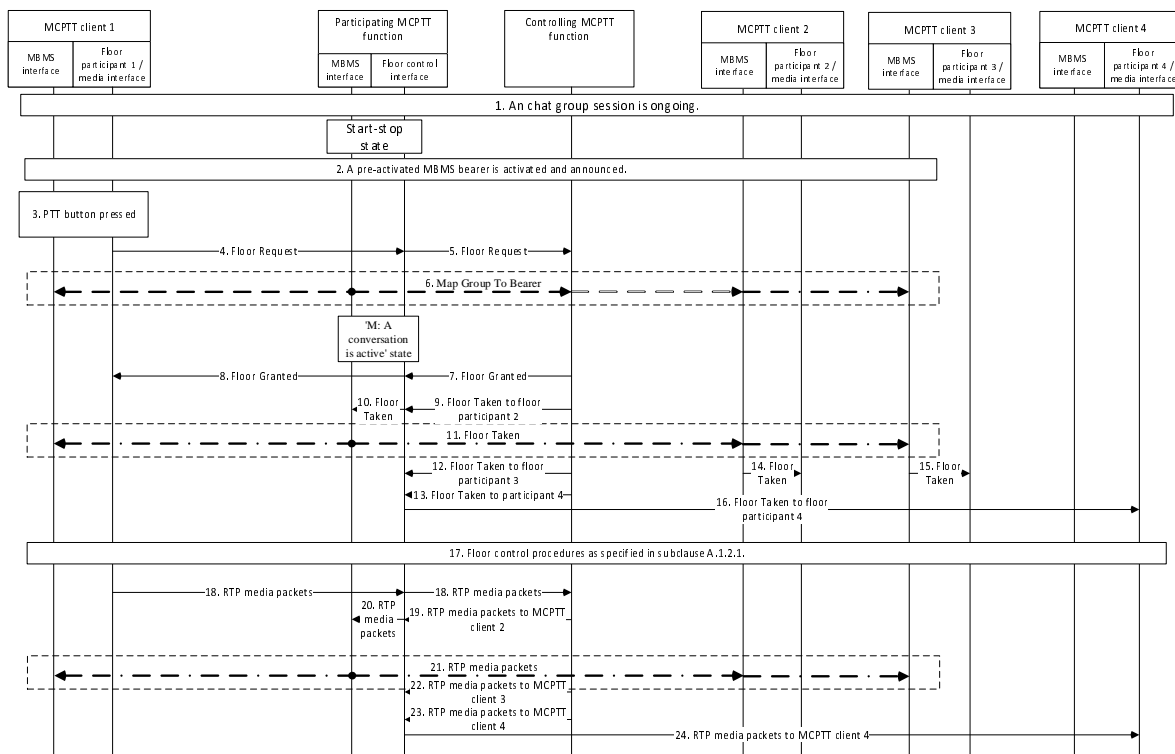 MCPTT client 1
MBMS
interface
Floor
participant 1 /
media interface
Participating MCPTT
function
MBMS
interface
Floor control
interface
Controlling MCPTT
function
MCPTT client 2
MBMS
interface
Floor
participant 2 /
media interface
MCPTT client 3
MBMS
interface
Floor
participant 3 /
media interface
MCPTT client 4
MBMS
interface
Floor
participant 4 /
media interface
1. An chat group session is ongoing.
Start-stop
state
2. A pre-activated MBMS bearer is activated and announced.
3. PTT button pressed
4. Floor Request
5. Floor Request
6. Map Group To Bearer
'M: A
conversation
is active' state
8. Floor Granted
7. Floor Granted
10. Floor
Taken
9. Floor Taken to floor
participant 2
11. Floor Taken
12. Floor Taken to floor
participant 3
14. Floor
Taken
15. Floor
Taken
13. Floor Taken to participant 4
16. Floor Taken to floor
participant 4
17. Floor control procedures as specified in subclause A.1.2.1.
18. RTP media packets
18. RTP media packets
20. RTP
media
packets
19. RTP media packets to MCPTT
client 2
21. RTP media packets
22. RTP media packets to MCPTT
client 3
23. RTP media packets to MCPTT
client 4
24. RTP media packets to MCPTT client 4